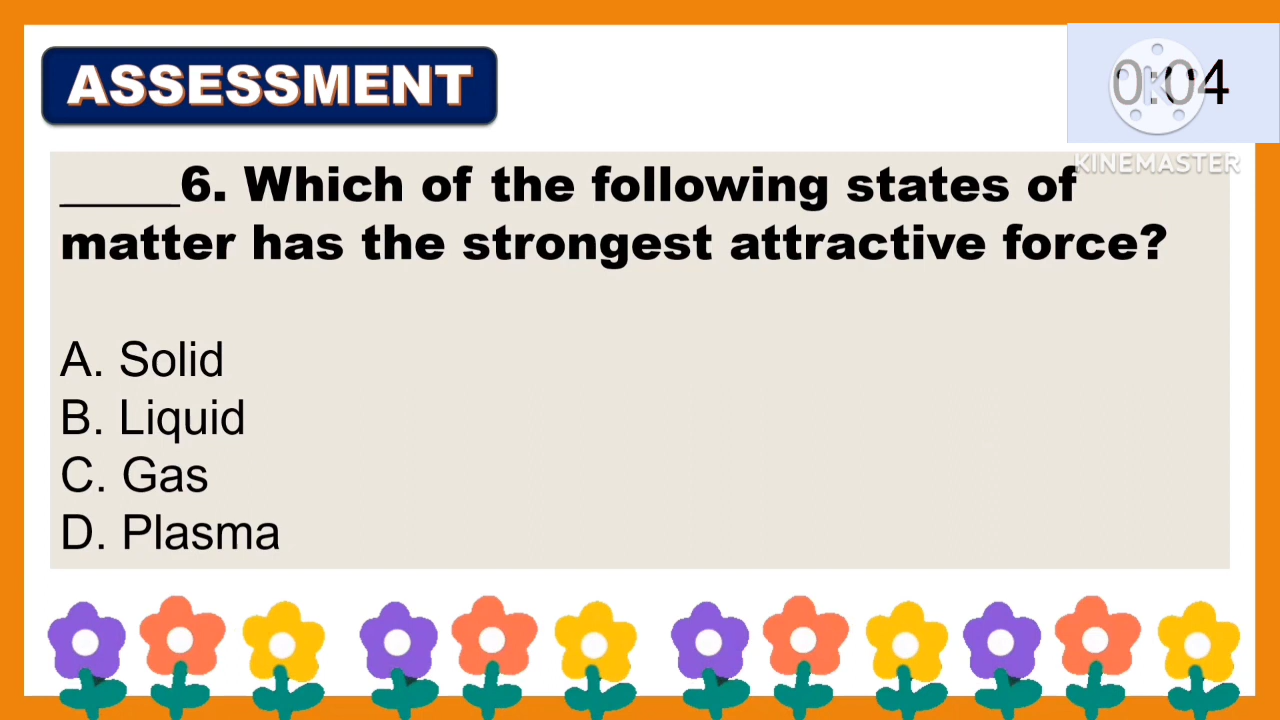 ASSESSMENT
0:04
KINEMASTER
_____6. Which of the following states of
matter has the strongest attractive force?
A. Solid
B. Liquid
C. Gas
D. Plasma